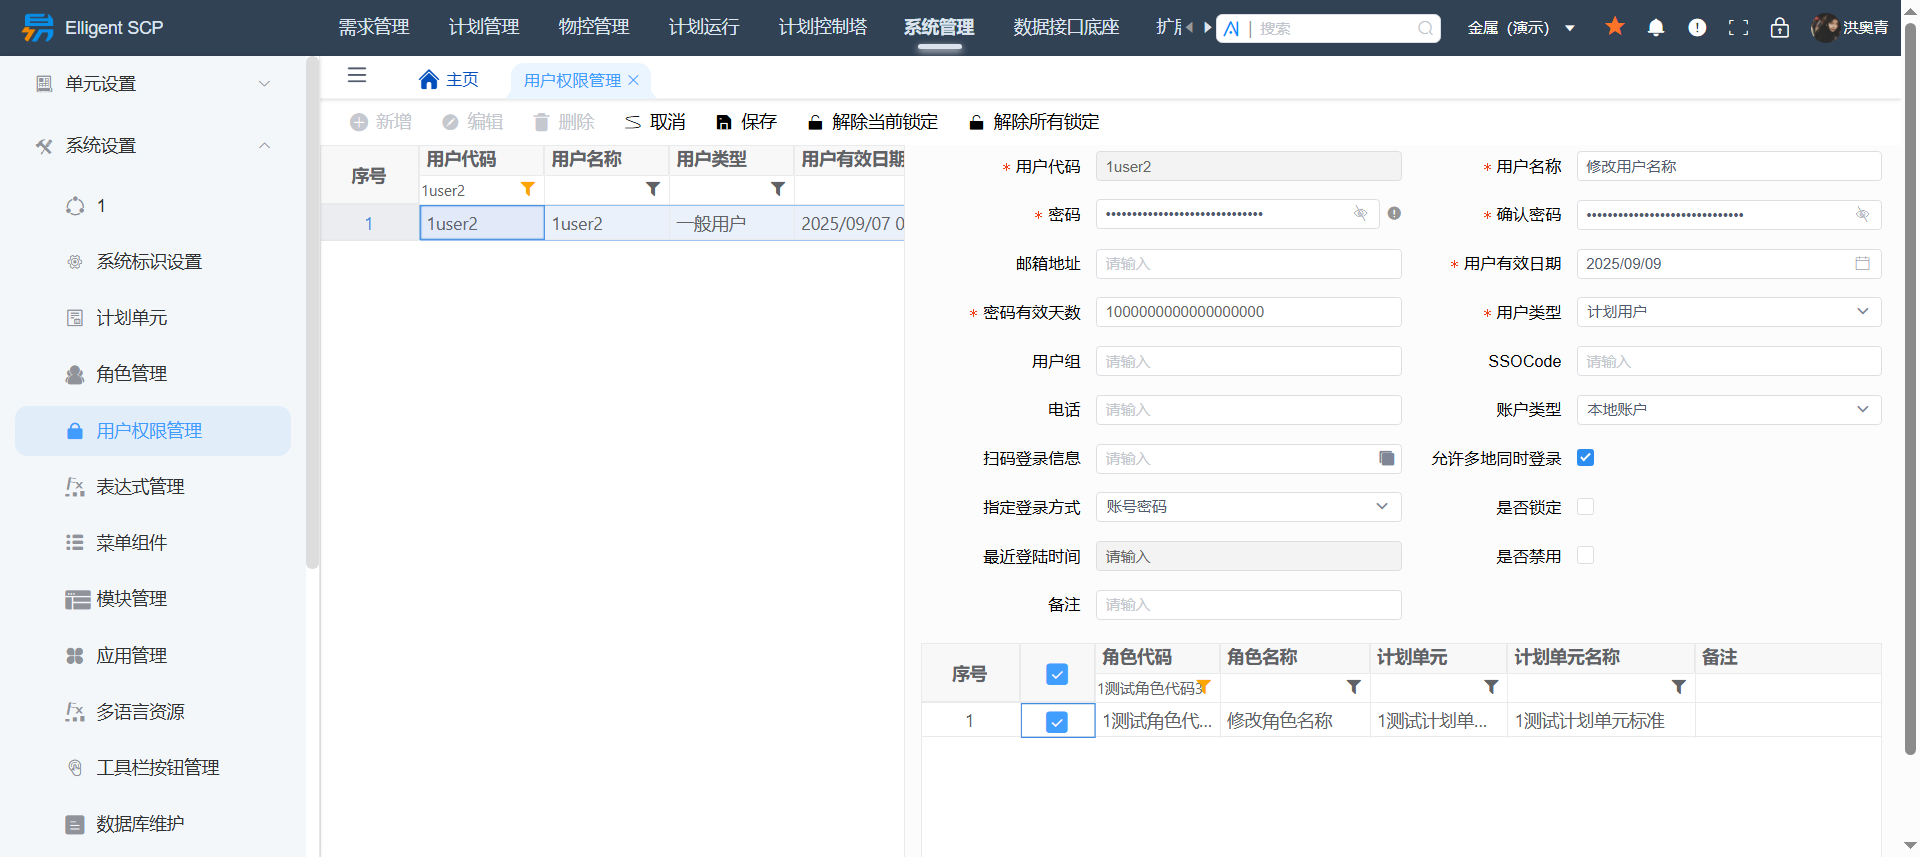 Elligent SCP
需求管理
计划管理
物控管理
计划运行
计划控制塔
系统管理
数据接口底座
搜索
金属（演示）
洪奥青
单元设置
系统设置
1
系统标识设置
计划单元
角色管理
用户权限管理
表达式管理
菜单组件
模块管理
应用管理
多语言资源
工具栏按钮管理
数据库维护
主页
用户权限管理
新增
编辑
删除
取消
保存
解除当前锁定
解除所有锁定
序号 用户代码 用户名称 用户类型 用户有效日期
1user2
1 1user2 1user2 一般用户 2025/09/07 0
* 用户代码 1user2
* 用户名称 修改用户名称
* 密码 ••••••••••••••••••••••••••••••
* 确认密码 ••••••••••••••••••••••••••••••
邮箱地址 请输入
* 用户有效日期 2025/09/09
* 密码有效天数 1000000000000000000
* 用户类型 计划用户
用户组 请输入
SSOCode 请输入
电话 请输入
账户类型 本地账户
扫码登录信息 请输入
允许多地同时登录
指定登录方式 账号密码
是否锁定
最近登陆时间 请输入
是否禁用
备注 请输入
序号 角色代码 角色名称 计划单元 计划单元名称 备注
1测试角色代码
1 1测试角色代... 修改角色名称 1测试计划单... 1测试计划单元标准